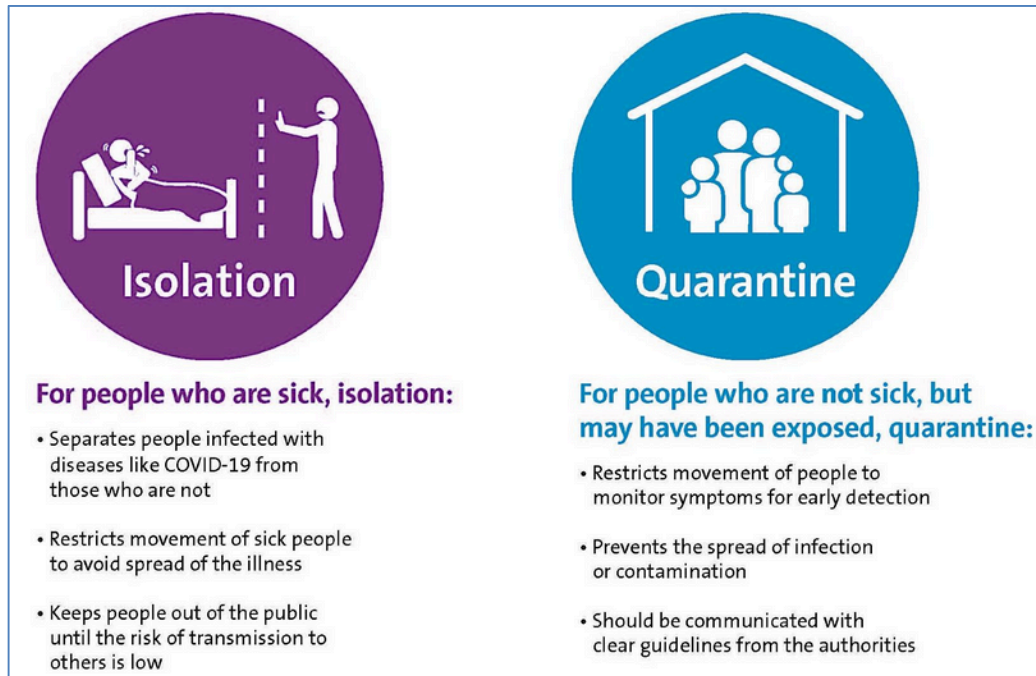 Isolation
For people who are sick, isolation:
• Separates people infected with
diseases like COVID-19 from
those who are not
• Restricts movement of sick people
to avoid spread of the illness
• Keeps people out of the public
until the risk of transmission to
others is low
Quarantine
For people who are not sick, but
may have been exposed, quarantine:
• Restricts movement of people to
monitor symptoms for early detection
• Prevents the spread of infection
or contamination
• Should be communicated with
clear guidelines from the authorities